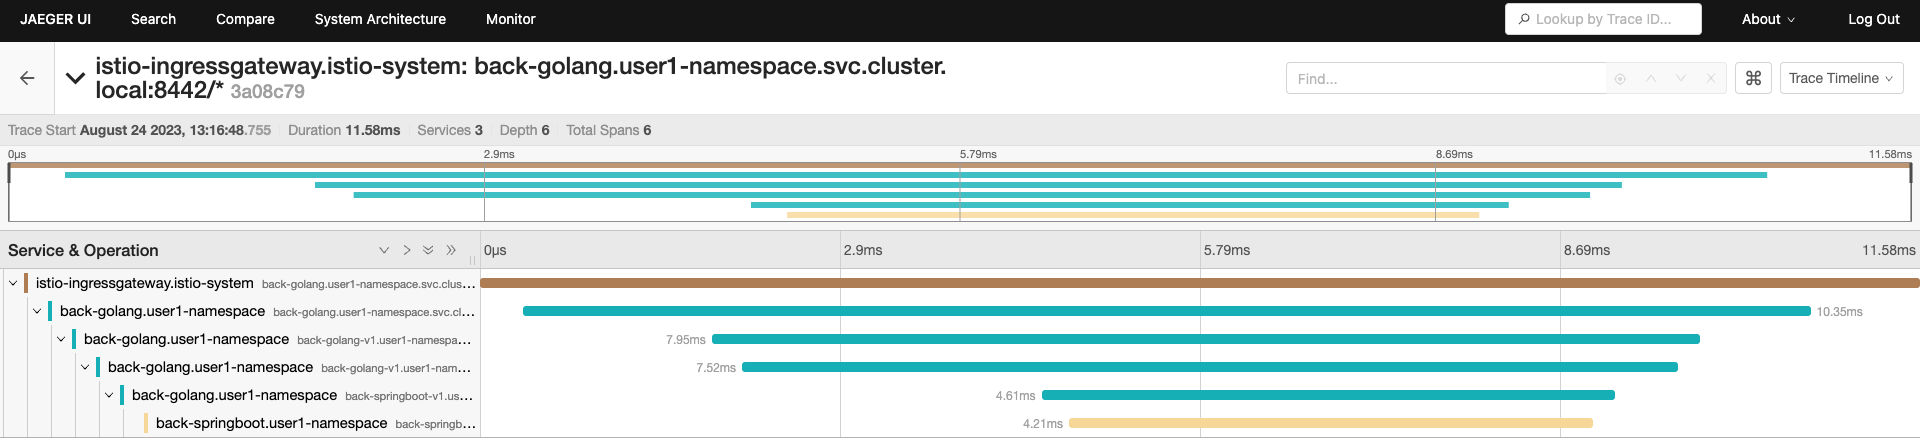 JAEGER UI Search Compare System Architecture Monitor Lookup by Trace ID... About Log Out
istio-ingressgateway.istio-system: back-golang.user1-namespace.svc.cluster.
local:8442/* 3a08c79
Find... Trace Timeline
Trace Start August 24 2023, 13:16:48.755 Duration 11.58ms Services 3 Depth 6 Total Spans 6
0μs 2.9ms 5.79ms 8.69ms 11.58ms
Service & Operation 0μs 2.9ms 5.79ms 8.69ms 11.58ms
istio-ingressgateway.istio-system back-golang.user1-namespace.svc.clus...
back-golang.user1-namespace back-golang.user1-namespace.svc.cl... 10.35ms
back-golang.user1-namespace back-golang-v1.user1-namespa... 7.95ms
back-golang.user1-namespace back-golang-v1.user1-nam... 7.52ms
back-golang.user1-namespace back-springboot-v1.us... 4.61ms
back-springboot.user1-namespace back-springb... 4.21ms